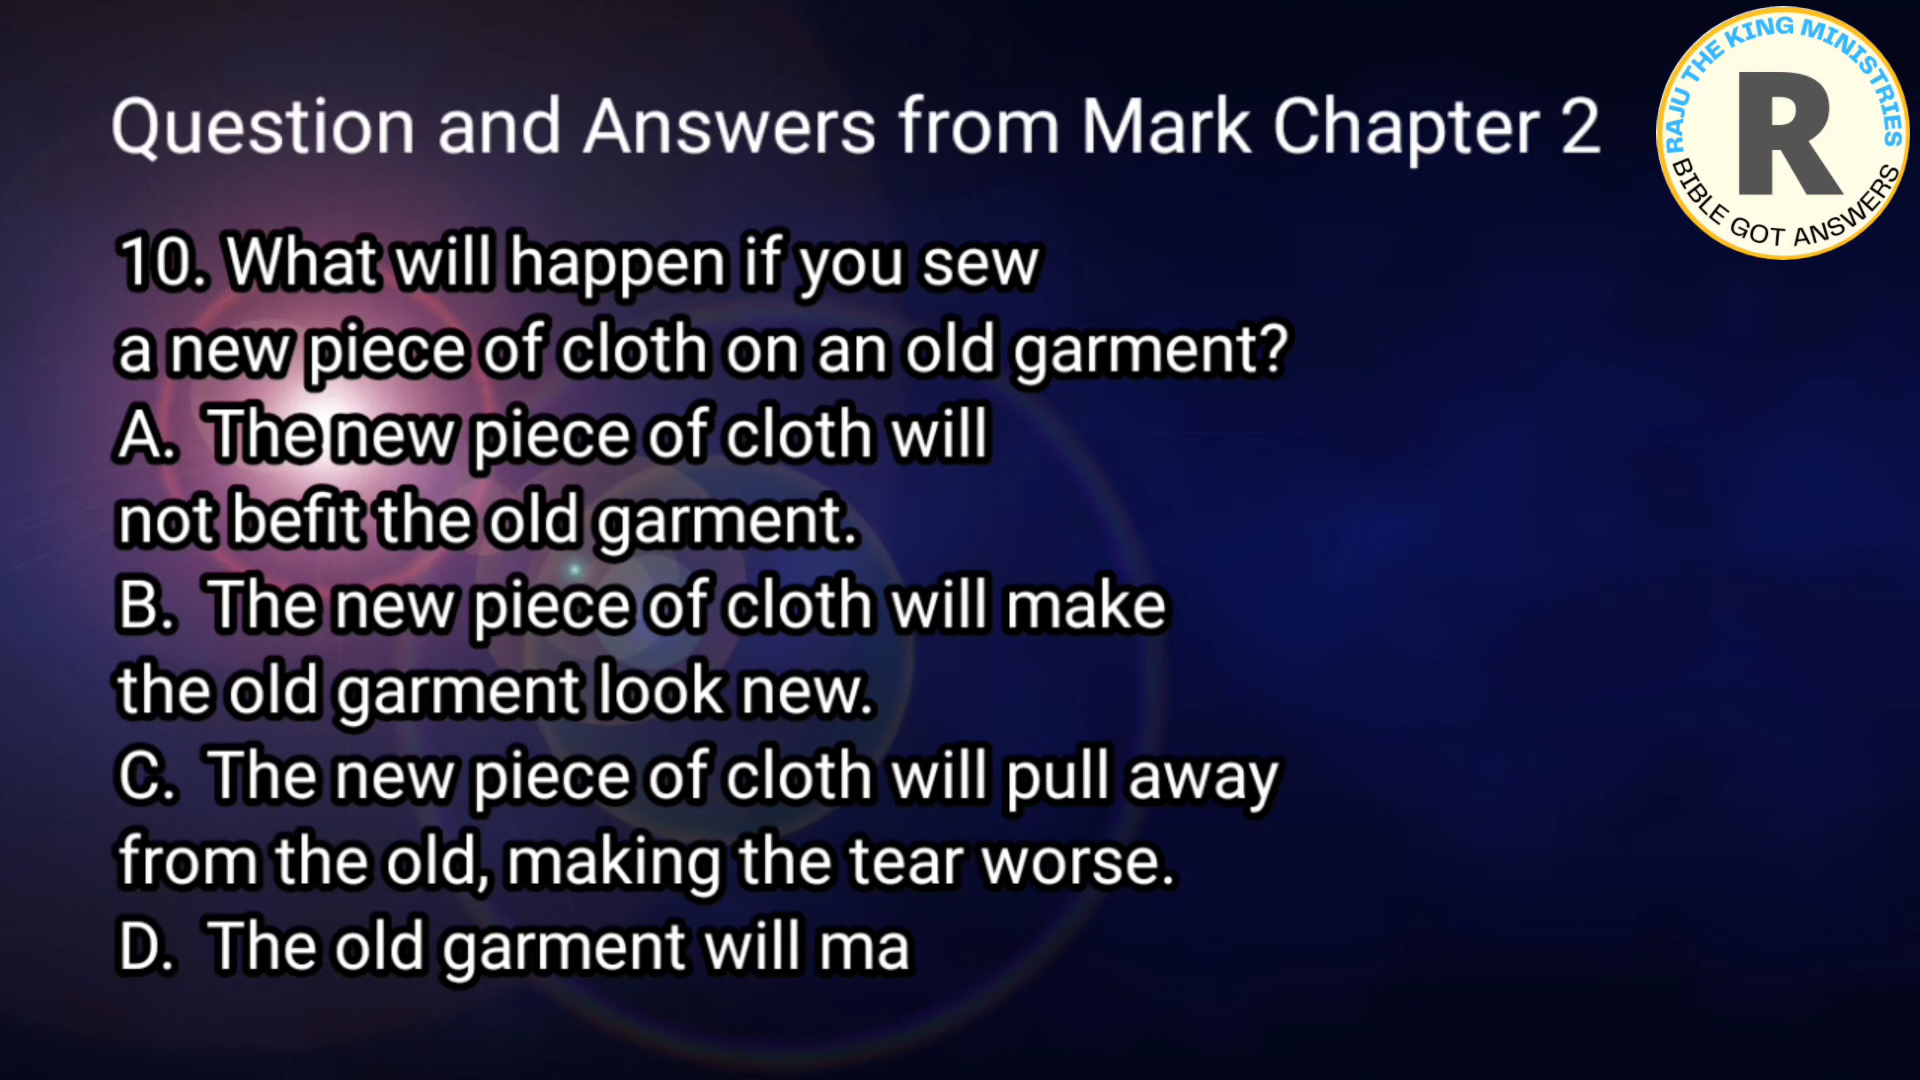 Question and Answers from Mark Chapter 2
RAJU THE KING MINISTRIES
R
BIBLE GOT ANSWERS
10. What will happen if you sew
a new piece of cloth on an old garment?
A. The new piece of cloth will
not befit the old garment.
B. The new piece of cloth will make
the old garment look new.
C. The new piece of cloth will pull away
from the old, making the tear worse.
D. The old garment will ma